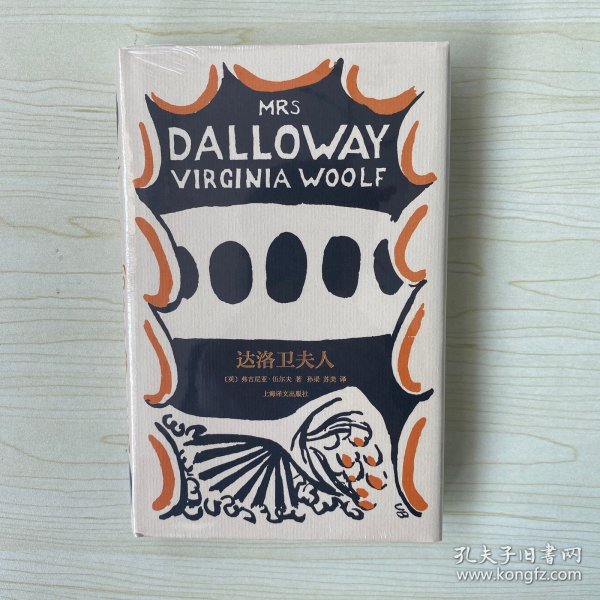 MRS
DALLOWAY
VIRGINIA WOOLF
达洛卫夫人
〔英〕弗吉尼亚·伍尔夫 著 孙梁 苏美 译
上海译文出版社
VB
孔夫子旧书网
www.kongfz.com